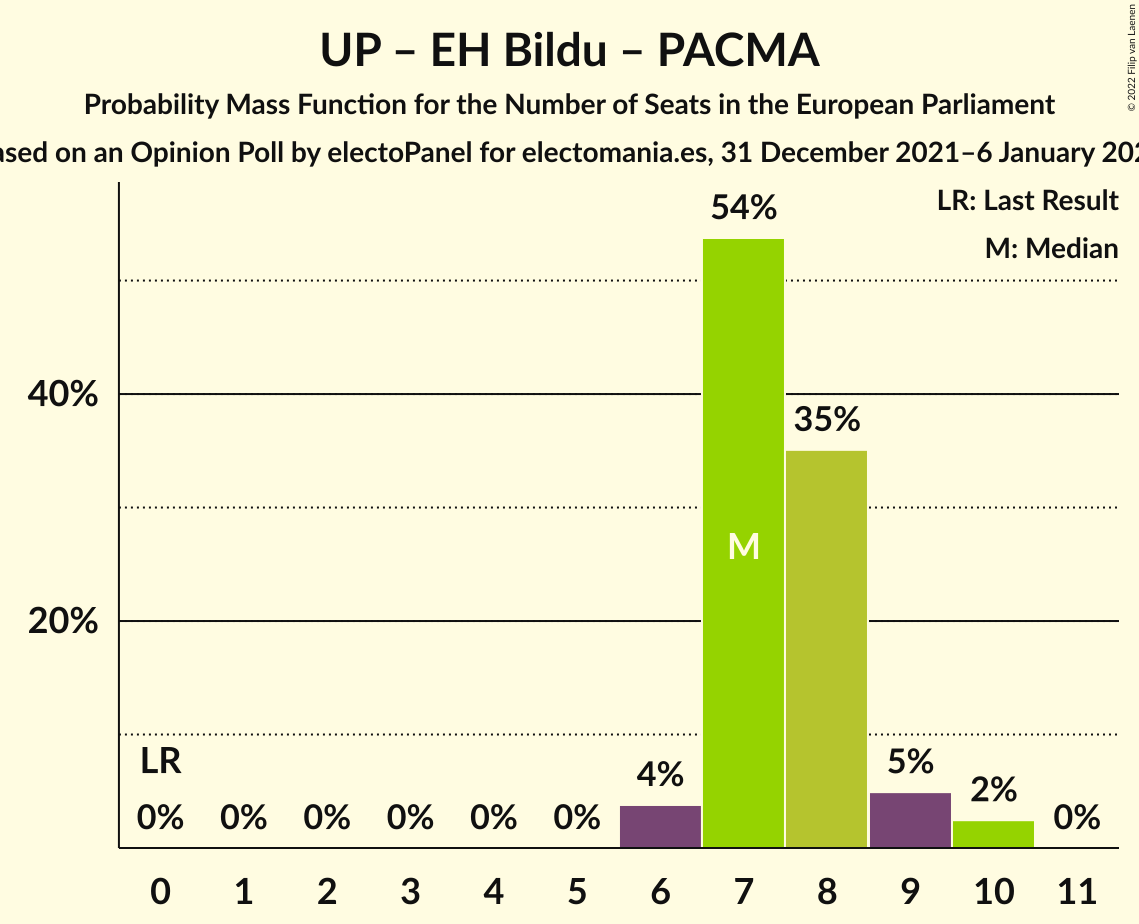 UP – EH Bildu – PACMA
Probability Mass Function for the Number of Seats in the European Parliament
on an Opinion Poll by electoPanel for electomania.es, 31 December 2021–6 January
© 2022 Filip van Laenen
LR: Last Result
M: Median
40%
20%
LR
0%
0%
0%
0%
0%
0%
4%
54%
M
35%
5%
2%
0%
0 1 2 3 4 5 6 7 8 9 10 11